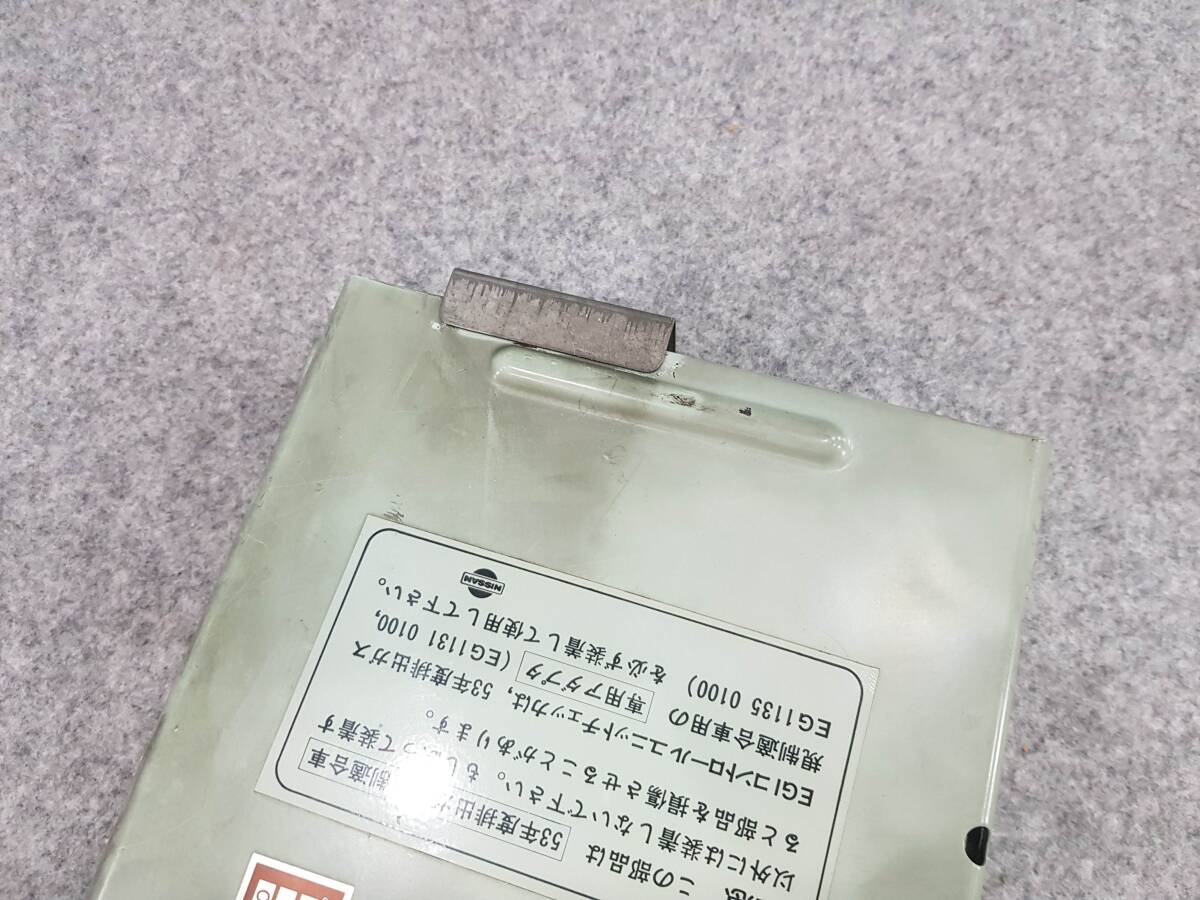 この部品は 53年度排出 制適合車
以外には装着しないで下さい。もし って装着す
ると部品を損傷させることがあります。
EGIコントロールユニットチェッカは, 53年度排出ガス
規制適合車用の 専用アダプタ (EG1131 0100,
EG1135 0100) を必ず装着して使用して下さい。
NISSAN